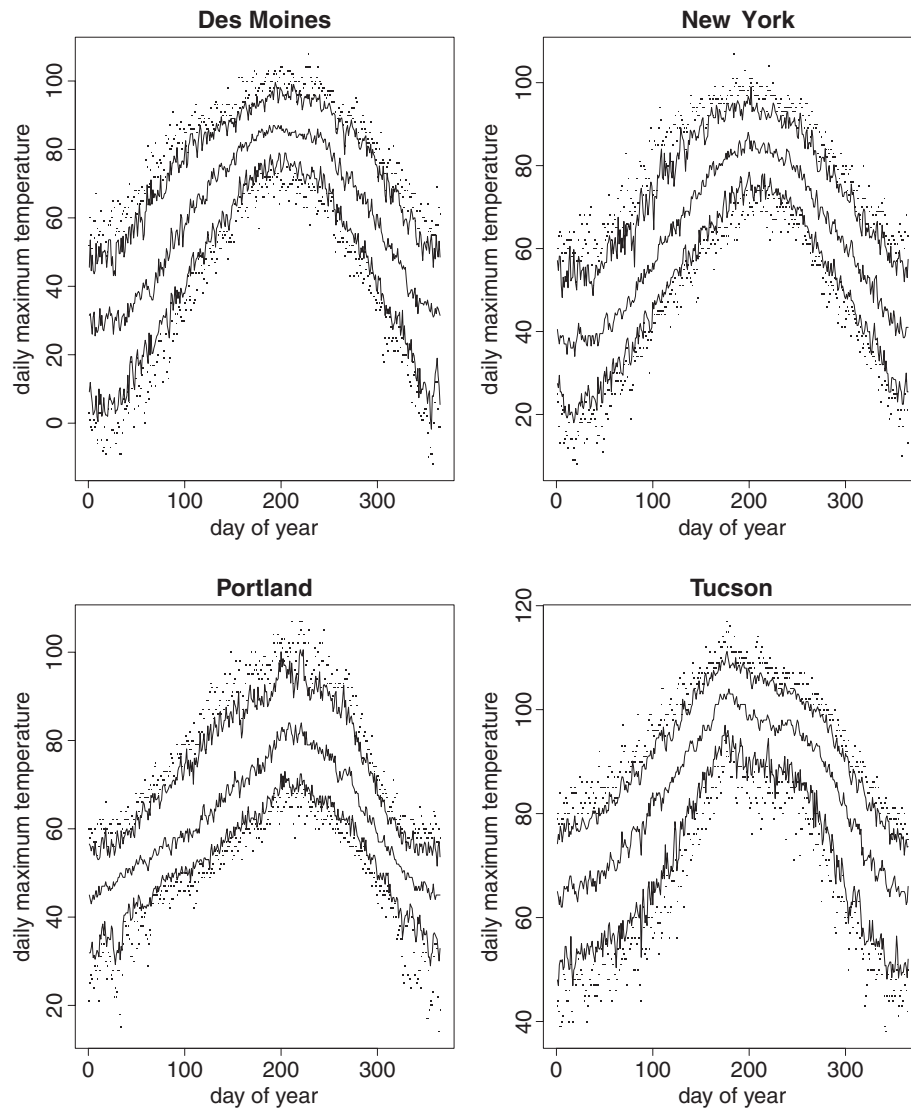 Des Moines
daily maximum temperature
0 20 40 60 80 100
0 100 200 300
day of year
New York
daily maximum temperature
20 40 60 80 100
0 100 200 300
day of year
Portland
daily maximum temperature
20 40 60 80 100
0 100 200 300
day of year
Tucson
daily maximum temperature
40 60 80 100 120
0 100 200 300
day of year